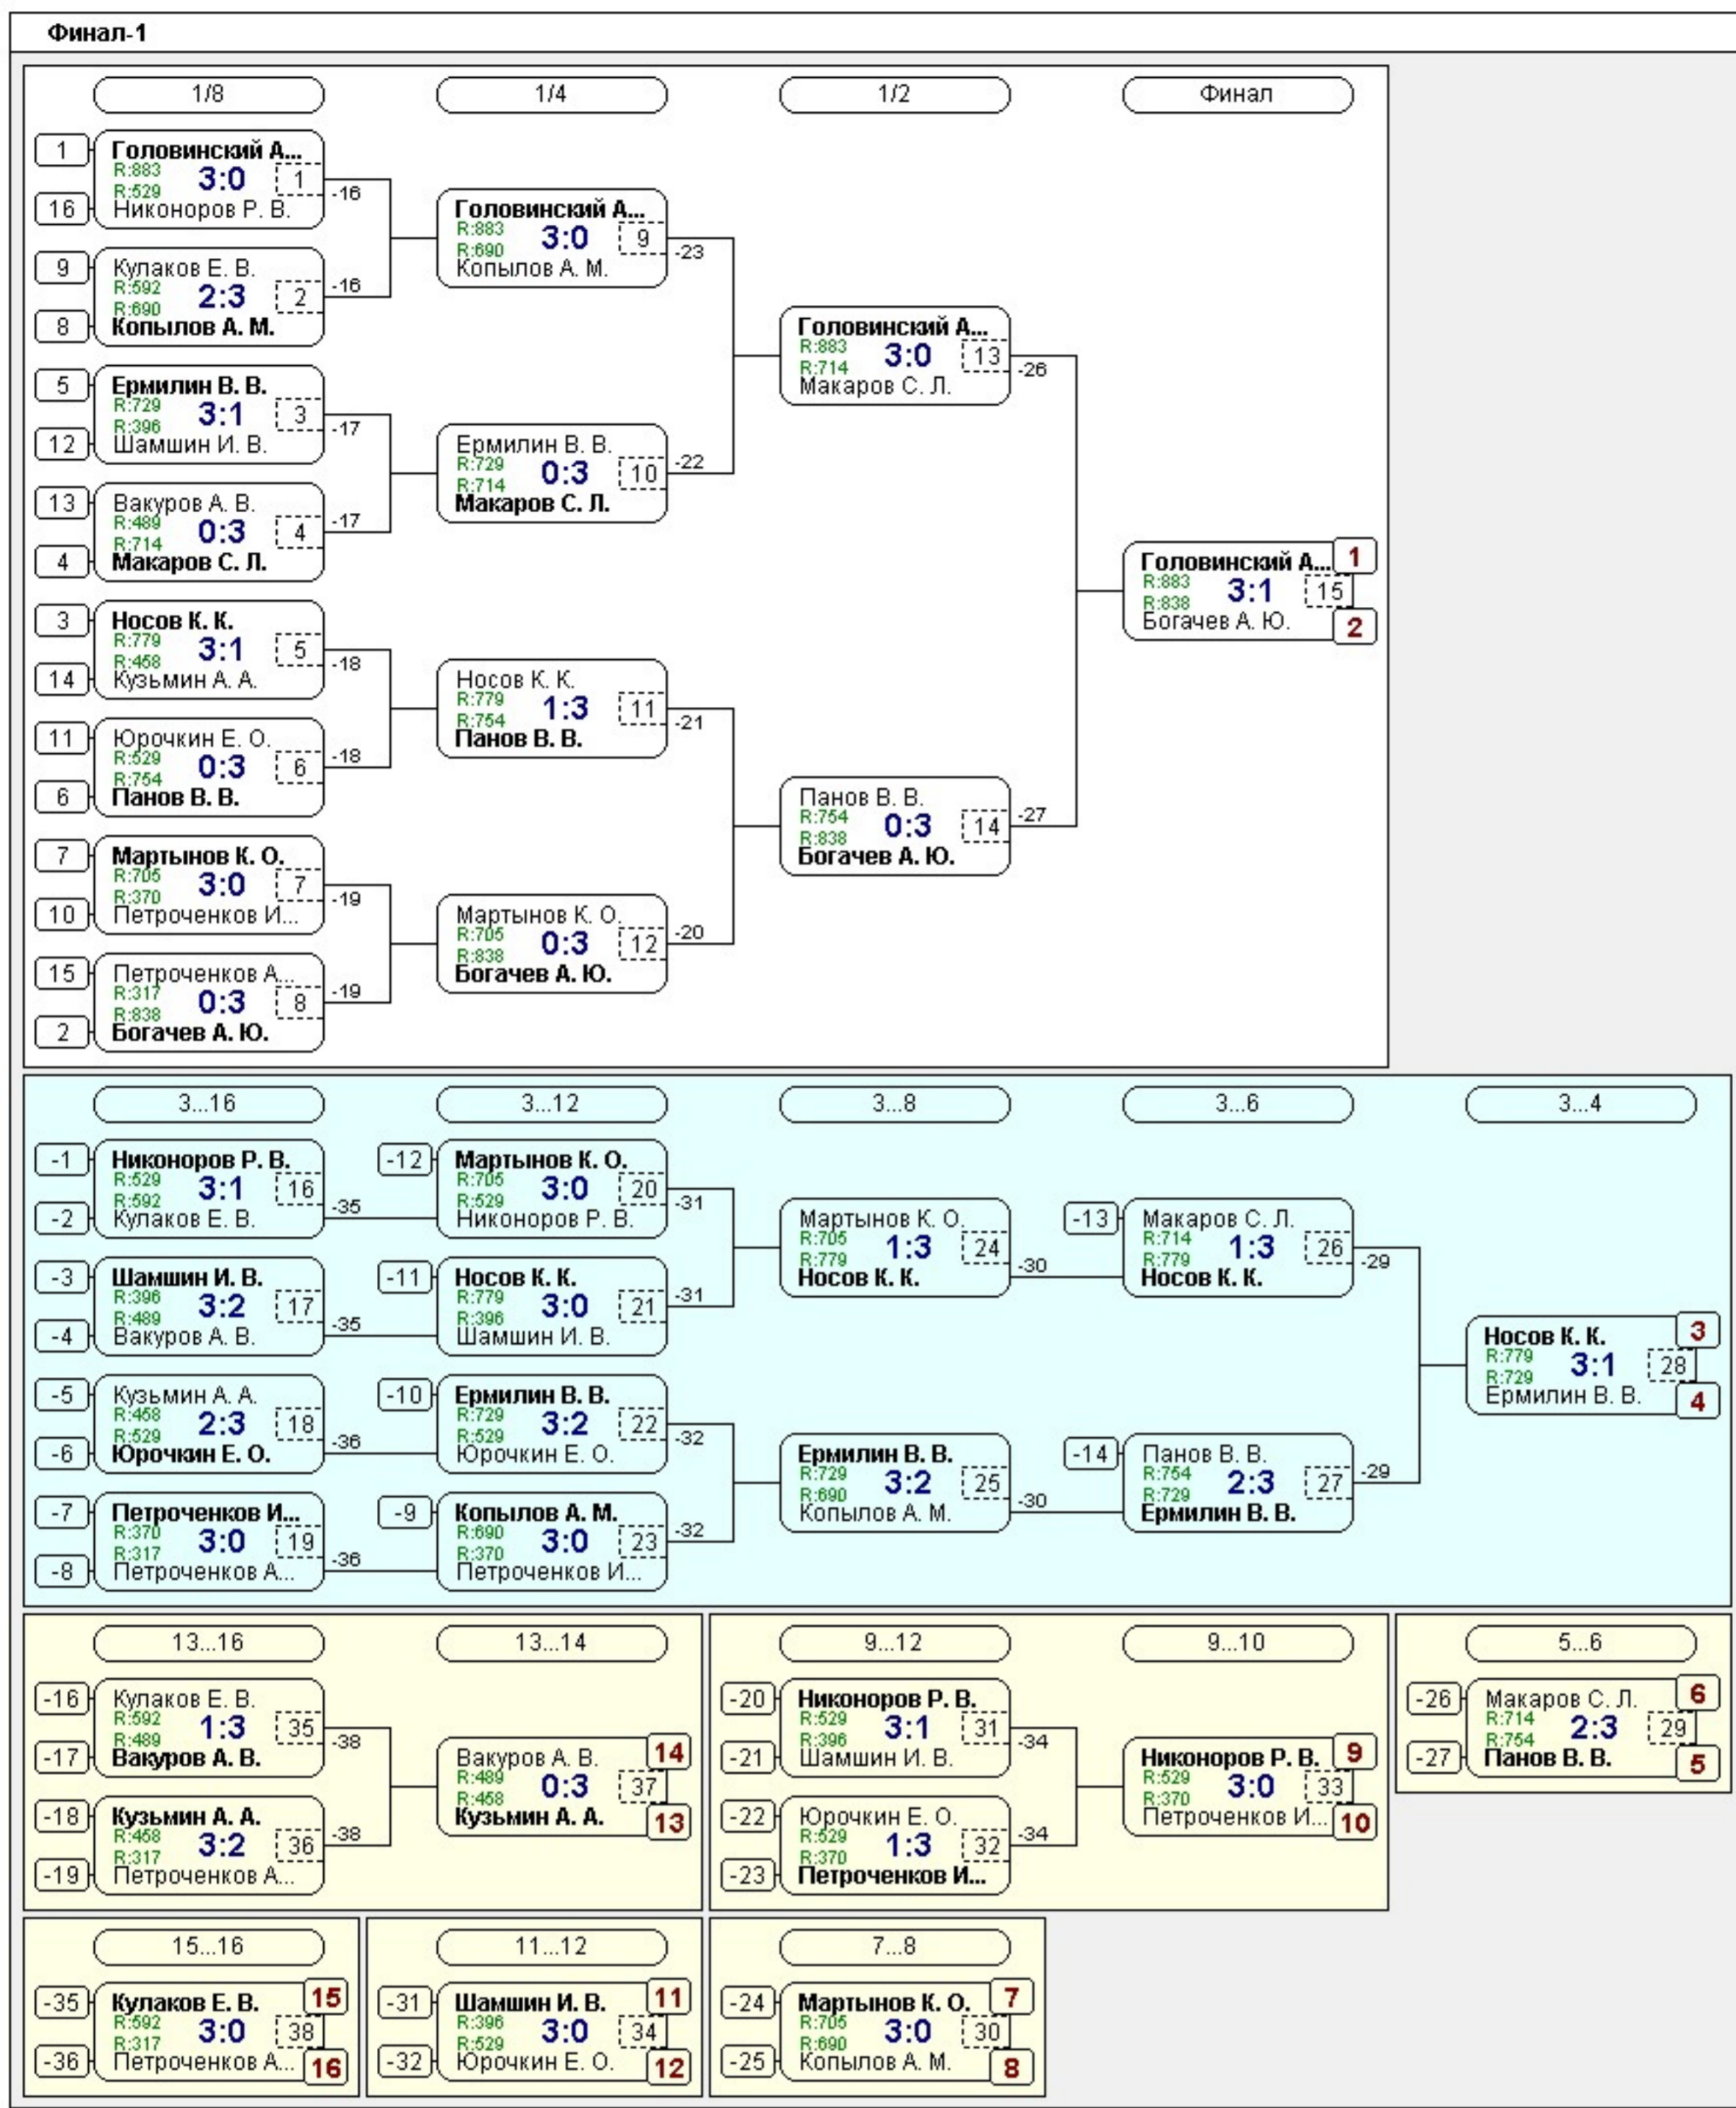 Финал-1
1/8
1/4
1/2
Финал
1
Головинский А...
R:883
3:0
1
R:529
16
Никоноров Р. В.
-16
9
Кулаков Е. В.
R:592
2:3
2
R:690
8
Копылов А. М.
-16
5
Ермилин В. В.
R:729
3:1
3
R:396
12
Шамшин И. В.
-17
13
Вакуров А. В.
R:489
0:3
4
R:714
4
Макаров С. Л.
-17
3
Носов К. К.
R:779
3:1
5
R:458
14
Кузьмин А. А.
-18
11
Юрочкин Е. О.
R:529
0:3
6
R:754
6
Панов В. В.
-18
7
Мартынов К. О.
R:705
3:0
7
R:370
10
Петроченков И...
-19
15
Петроченков А...
R:317
0:3
8
R:838
2
Богачев А. Ю.
-19
Головинский А...
R:883
3:0
9
R:690
Копылов А. М.
-23
Ермилин В. В.
R:729
0:3
10
R:714
Макаров С. Л.
-22
Носов К. К.
R:779
1:3
11
R:754
Панов В. В.
-21
Мартынов К. О.
R:705
0:3
12
R:838
Богачев А. Ю.
-20
Головинский А...
R:883
3:0
13
R:714
Макаров С. Л.
-26
Панов В. В.
R:754
0:3
14
R:838
Богачев А. Ю.
-27
Головинский А...
1
R:883
3:1
15
R:838
Богачев А. Ю.
2
3...16
3...12
3...8
3...6
3...4
-1
Никоноров Р. В.
R:529
3:1
16
R:592
-2
Кулаков Е. В.
-35
-3
Шамшин И. В.
R:396
3:2
17
R:489
-4
Вакуров А. В.
-35
-5
Кузьмин А. А.
R:458
2:3
18
R:529
-6
Юрочкин Е. О.
-36
-7
Петроченков И...
R:370
3:0
19
R:317
-8
Петроченков А...
-36
-12
Мартынов К. О.
R:705
3:0
20
R:529
Никоноров Р. В.
-31
-11
Носов К. К.
R:779
3:0
21
R:396
Шамшин И. В.
-31
-10
Ермилин В. В.
R:729
3:2
22
R:529
Юрочкин Е. О.
-32
-9
Копылов А. М.
R:690
3:0
23
R:370
Петроченков И...
-32
Мартынов К. О.
R:705
1:3
24
R:779
Носов К. К.
-30
Ермилин В. В.
R:729
3:2
25
R:690
Копылов А. М.
-30
-13
Макаров С. Л.
R:714
1:3
26
R:779
Носов К. К.
-29
-14
Панов В. В.
R:754
2:3
27
R:729
Ермилин В. В.
-29
Носов К. К.
3
R:779
3:1
28
R:729
Ермилин В. В.
4
13...16
13...14
-16
Кулаков Е. В.
R:592
1:3
35
R:489
-17
Вакуров А. В.
-38
-18
Кузьмин А. А.
R:458
3:2
36
R:317
-19
Петроченков А...
-38
Вакуров А. В.
14
R:489
0:3
37
R:458
Кузьмин А. А.
13
9...12
9...10
-20
Никоноров Р. В.
R:529
3:1
31
R:396
-21
Шамшин И. В.
-34
-22
Юрочкин Е. О.
R:529
1:3
32
R:370
-23
Петроченков И...
-34
Никоноров Р. В.
9
R:529
3:0
33
R:370
Петроченков И...
10
5...6
-26
Макаров С. Л.
6
R:714
2:3
29
R:754
-27
Панов В. В.
5
15...16
-35
Кулаков Е. В.
15
R:592
3:0
38
R:317
-36
Петроченков А...
16
11...12
-31
Шамшин И. В.
11
R:396
3:0
34
R:529
-32
Юрочкин Е. О.
12
7...8
-24
Мартынов К. О.
7
R:705
3:0
30
R:690
-25
Копылов А. М.
8